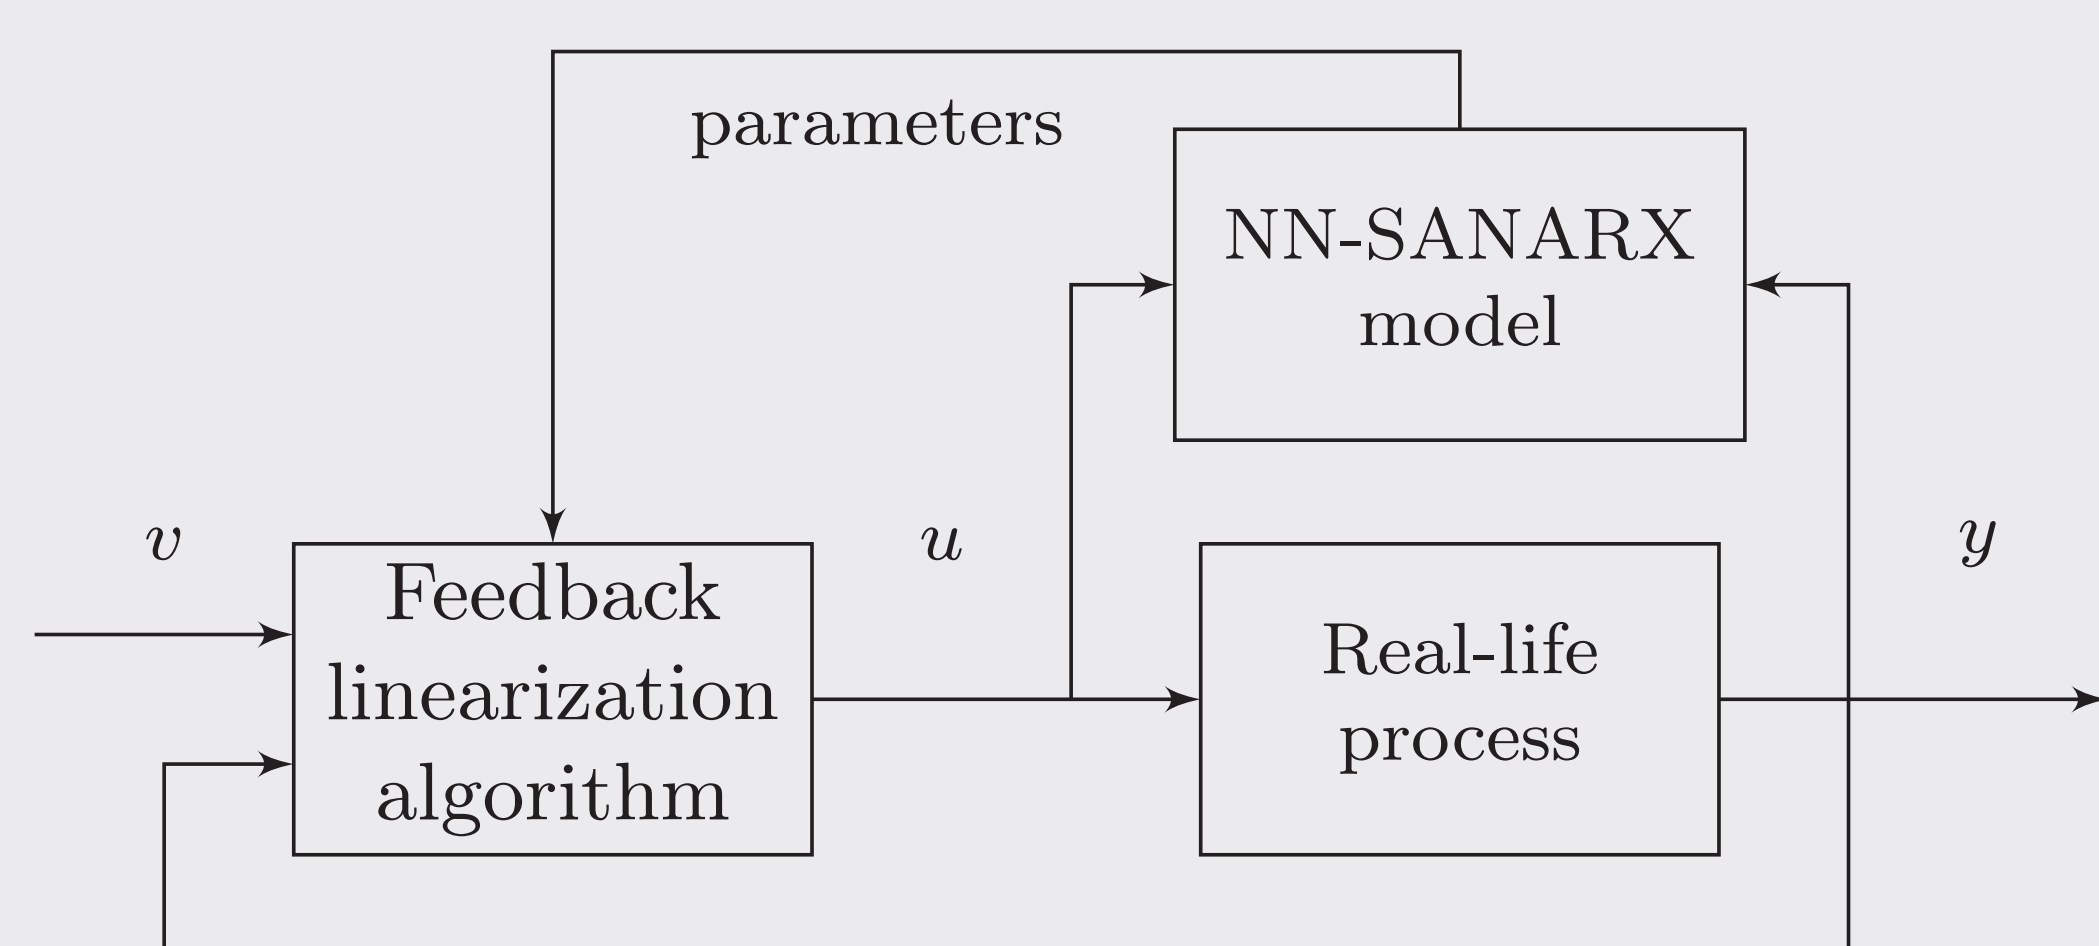 parameters
NN-SANARX
model
v
u
y
Feedback
linearization
algorithm
Real-life
process